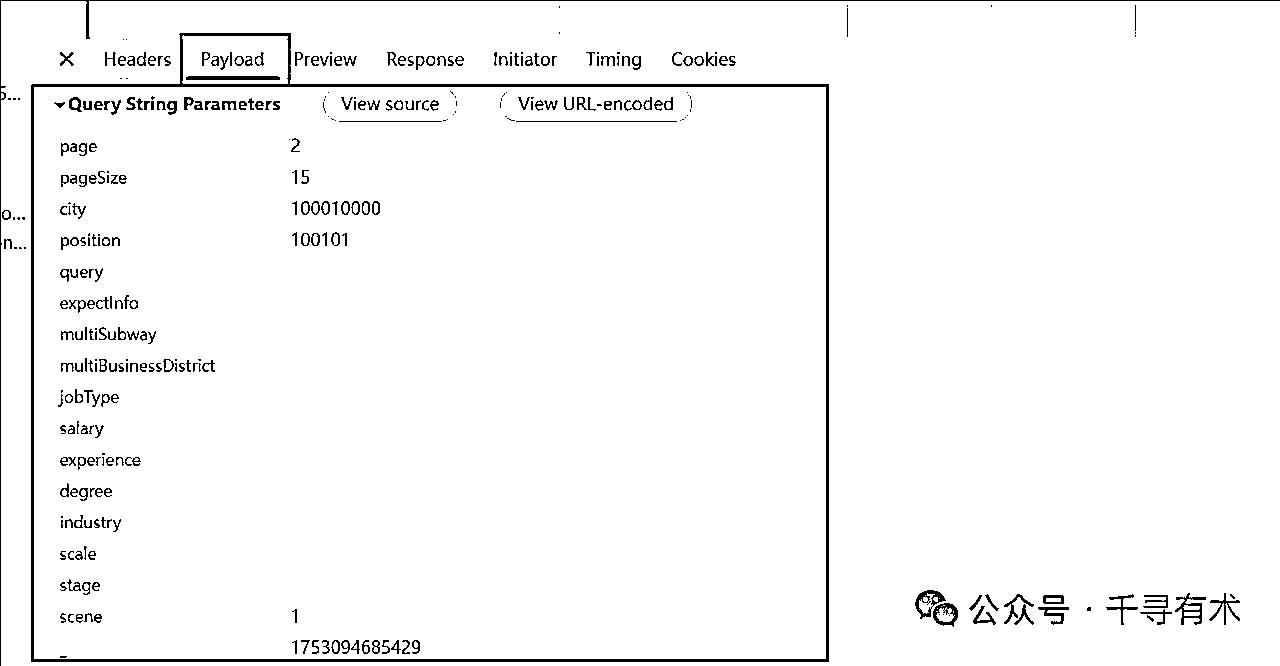 Headers Payload Preview Response Initiator Timing Cookies
5...
Query String Parameters View source View URL-encoded
page 2
pageSize 15
city 100010000
o...
position 100101
n...
query
expectInfo
multiSubway
multiBusinessDistrict
jobType
salary
experience
degree
industry
scale
stage
scene 1
_ 1753094685429
公众号 · 千寻有术